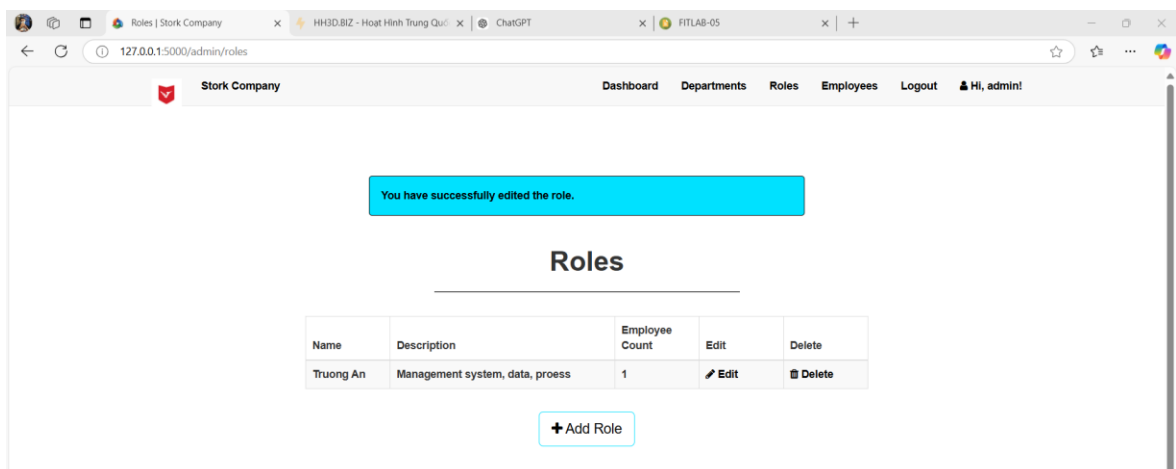 Roles | Stork Company
HH3D.BIZ - Hoạt Hình Trung Quố
ChatGPT
FITLAB-05
127.0.0.1:5000/admin/roles
Stork Company
Dashboard
Departments
Roles
Employees
Logout
Hi, admin!
You have successfully edited the role.
Roles
Name
Description
Employee
Count
Edit
Delete
Truong An
Management system, data, proess
1
Edit
Delete
Add Role